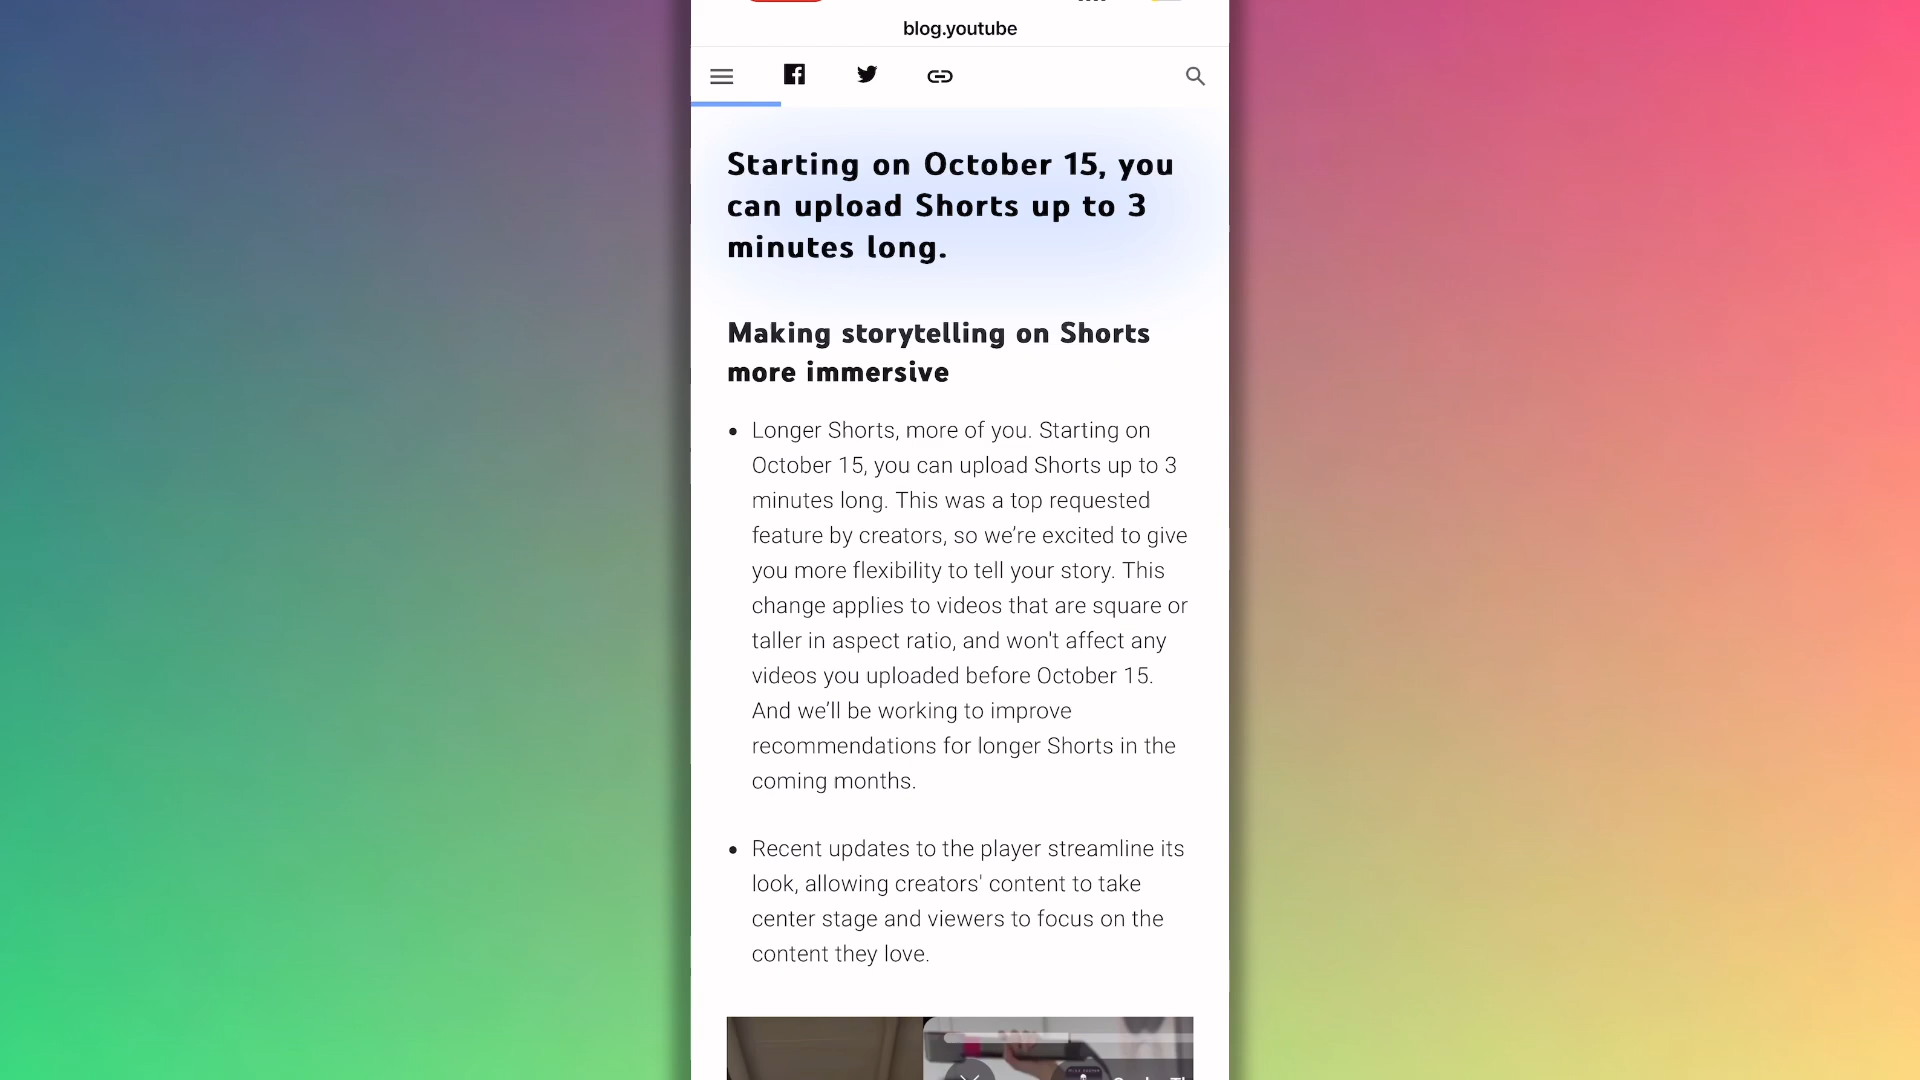 blog.youtube
Starting on October 15, you
can upload Shorts up to 3
minutes long.
Making storytelling on Shorts
more immersive
Longer Shorts, more of you. Starting on
October 15, you can upload Shorts up to 3
minutes long. This was a top requested
feature by creators, so we’re excited to give
you more flexibility to tell your story. This
change applies to videos that are square or
taller in aspect ratio, and won't affect any
videos you uploaded before October 15.
And we’ll be working to improve
recommendations for longer Shorts in the
coming months.
Recent updates to the player streamline its
look, allowing creators' content to take
center stage and viewers to focus on the
content they love.